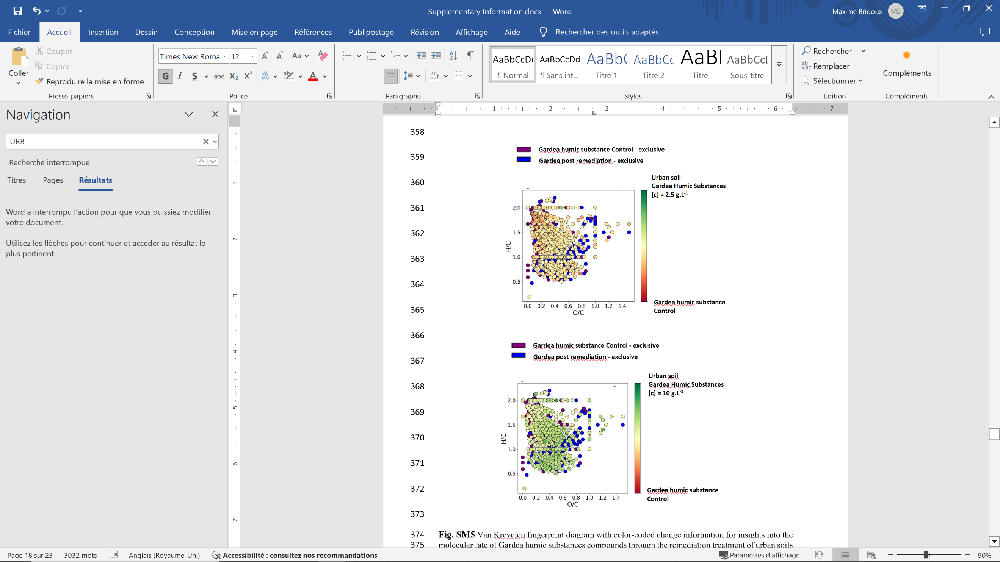 Supplementary Information.docx - Word
Maxime Bridoux
MB
Fichier
Accueil
Insertion
Dessin
Conception
Mise en page
Références
Publipostage
Révision
Affichage
Aide
Rechercher des outils adaptés
Coller
Couper
Copier
Reproduire la mise en forme
Presse-papiers
Times New Roma
12
Aa
G I S abc X2 X2 A ab A
Police
Paragraphe
AaBbCcDc
¶ Normal
AaBbCcDd
¶ Sans int...
AaBb(
Titre 1
AaBbCc
Titre 2
AaB
Titre
AaBbCcl
Sous-titre
Styles
Rechercher
Remplacer
Sélectionner
Édition
Compléments
Compléments
Navigation
URB
Recherche interrompue
Titres
Pages
Résultats
Word a interrompu l'action pour que vous puissiez modifier
votre document.
Utilisez les flèches pour continuer et accéder au résultat le
plus pertinent.
1 2 3 4 5 6 7
1
2
3
4
5
6
7
358
359
360
361
362
363
364
365
366
367
368
369
370
371
372
373
Gardea humic substance Control - exclusive
Gardea post remediation - exclusive
Urban soil
Gardea Humic Substances
[c] = 2.5 g.L-1
2.0
1.5
1.0
0.5
H/C
0.0 0.2 0.4 0.6 0.8 1.0 1.2 1.4
O/C
Gardea humic substance
Control
Gardea humic substance Control - exclusive
Gardea post remediation - exclusive
Urban soil
Gardea Humic Substances
[c] = 10 g.L-1
2.0
1.5
1.0
0.5
H/C
0.0 0.2 0.4 0.6 0.8 1.0 1.2 1.4
O/C
Gardea humic substance
Control
374 Fig. SM5 Van Krevelen fingerprint diagram with color-coded change information for insights into the
375 molecular fate of Gardea humic substances compounds through the remediation treatment of urban soils
Page 18 sur 23
3032 mots
Anglais (Royaume-Uni)
Accessibilité : consultez nos recommandations
Paramètres d'affichage
90%